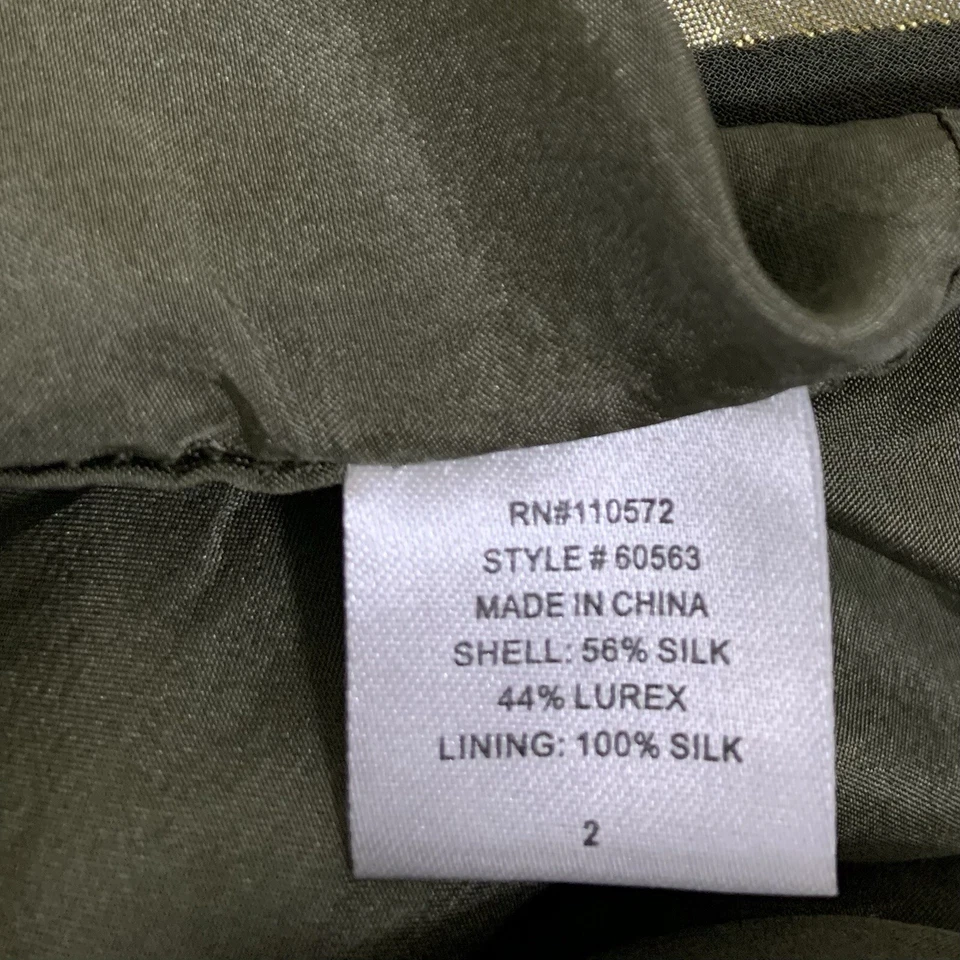 RN#110572
STYLE # 60563
MADE IN CHINA
SHELL: 56% SILK
44% LUREX
LINING: 100% SILK
2